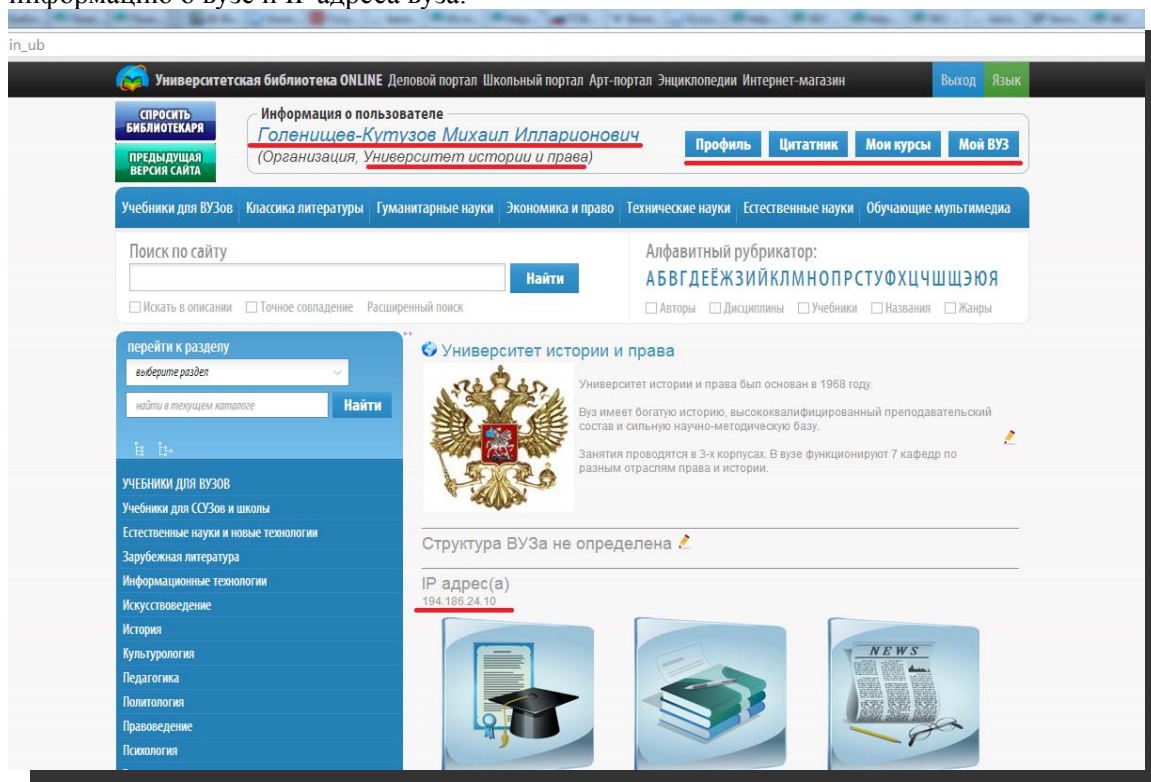 информацию о вузе и IP-адреса вуза.
in_ub
Университетская библиотека ONLINE Деловой портал Школьный портал Арт-портал Энциклопедии Интернет-магазин Выход Язык
СПРОСИТЬ БИБЛИОТЕКАРЯ
ПРЕДЫДУЩАЯ ВЕРСИЯ САЙТА
Информация о пользователе
Голенищев-Кутузов Михаил Илларионович
(Организация, Университет истории и права)
Профиль Цитатник Мои курсы Мой ВУЗ
Учебники для ВУЗов Классика литературы Гуманитарные науки Экономика и право Технические науки Естественные науки Обучающие мультимедиа
Поиск по сайту
Найти
Искать в описании Точное совпадение Расширенный поиск
Алфавитный рубрикатор:
АБВГДЕЁЖЗИЙКЛМНОПРСТУФХЦЧШЩЭЮЯ
Авторы Дисциплины Учебники Названия Жанры
перейти к разделу
выберите раздел
найти в текущем каталоге Найти
УЧЕБНИКИ ДЛЯ ВУЗОВ
Учебники для ССУЗов и школы
Естественные науки и новые технологии
Зарубежная литература
Информационные технологии
Искусствоведение
История
Культурология
Педагогика
Политология
Правоведение
Психология
Университет истории и права
Университет истории и права был основан в 1968 году.
Вуз имеет богатую историю, высококвалифицированный преподавательский
состав и сильную научно-методическую базу.
Занятия проводятся в 3-х корпусах. В вузе функционируют 7 кафедр по
разным отраслям права и истории.
Структура ВУЗа не определена
IP адрес(а)
194.186.24.10
NEWS